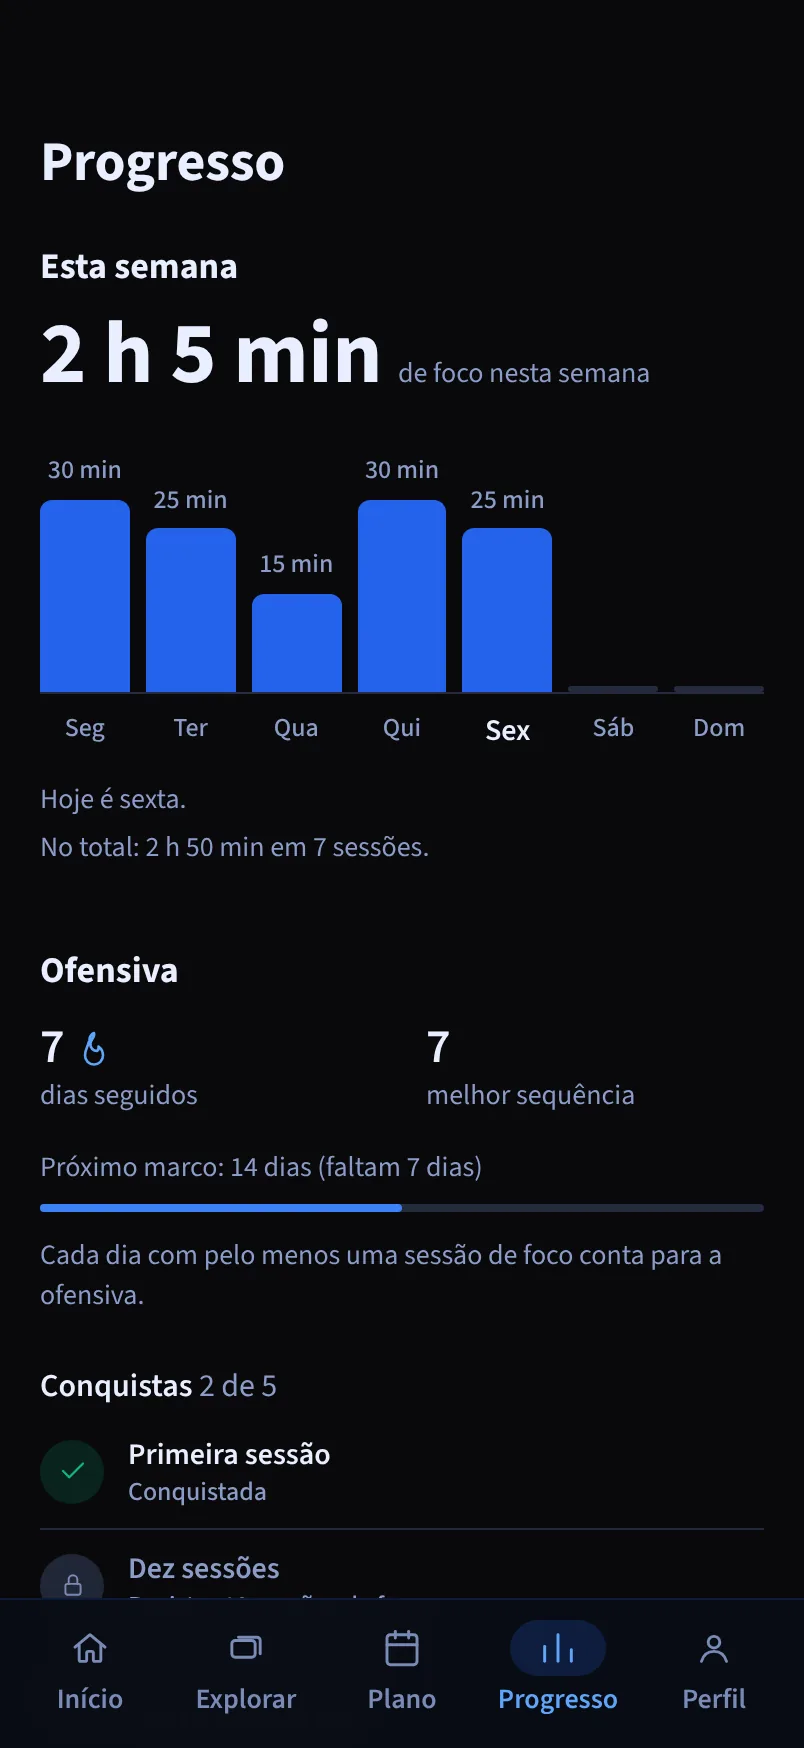 Progresso
Esta semana
2 h 5 min de foco nesta semana
30 min
25 min
15 min
30 min
25 min
Seg
Ter
Qua
Qui
Sex
Sáb
Dom
Hoje é sexta.
No total: 2 h 50 min em 7 sessões.
Ofensiva
7
dias seguidos
7
melhor sequência
Próximo marco: 14 dias (faltam 7 dias)
Cada dia com pelo menos uma sessão de foco conta para a
ofensiva.
Conquistas 2 de 5
Primeira sessão
Conquistada
Dez sessões
Início
Explorar
Plano
Progresso
Perfil